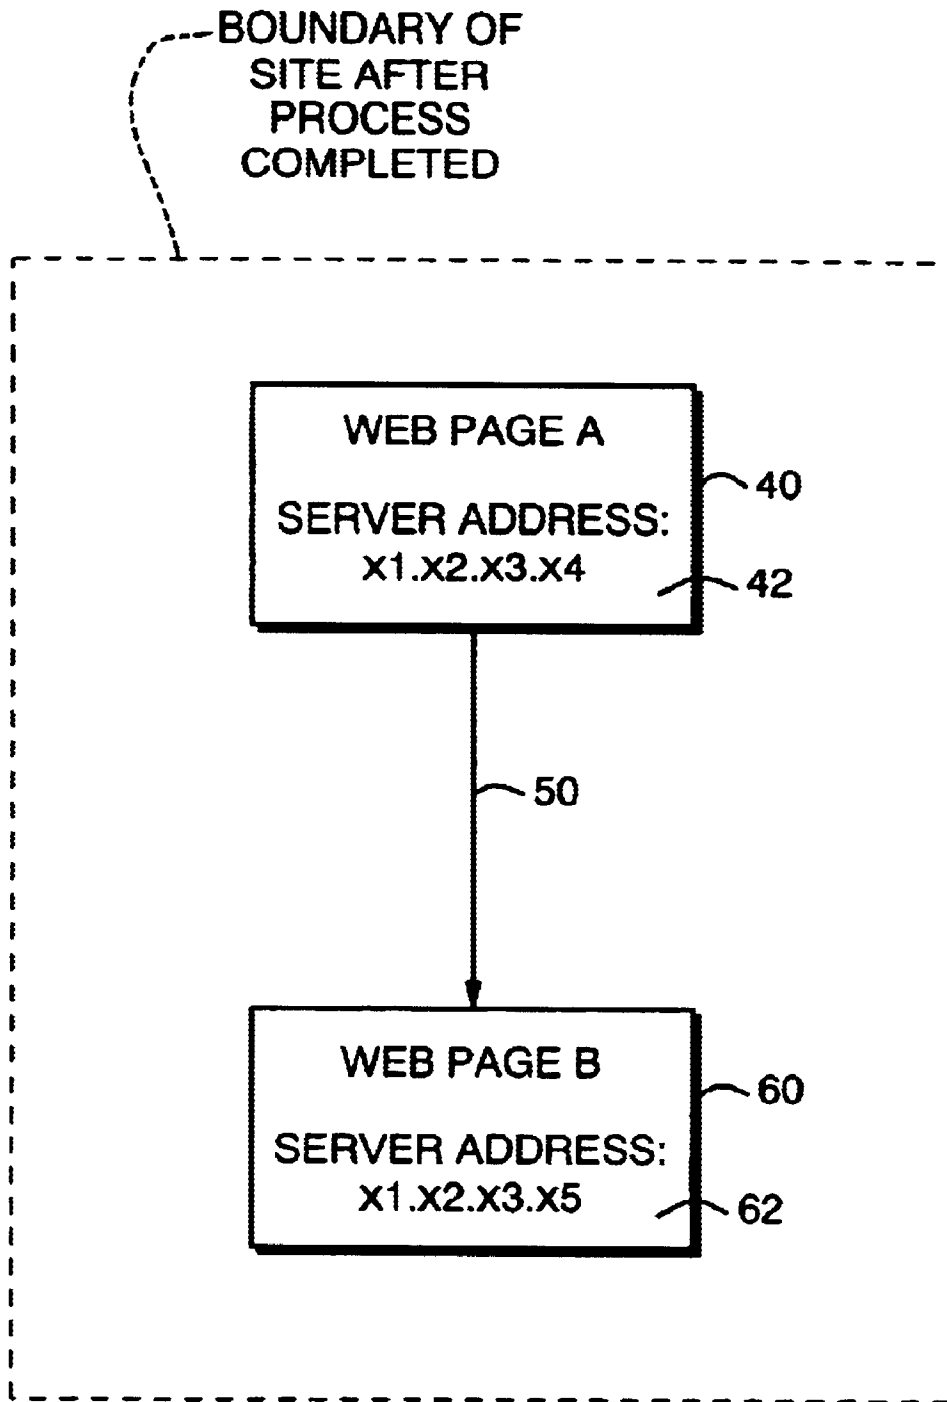 BOUNDARY OF
SITE AFTER
PROCESS
COMPLETED
WEB PAGE A
40
SERVER ADDRESS:
x1.x2.x3.x4
42
50
WEB PAGE B
60
SERVER ADDRESS:
x1.x2.x3.x5
62